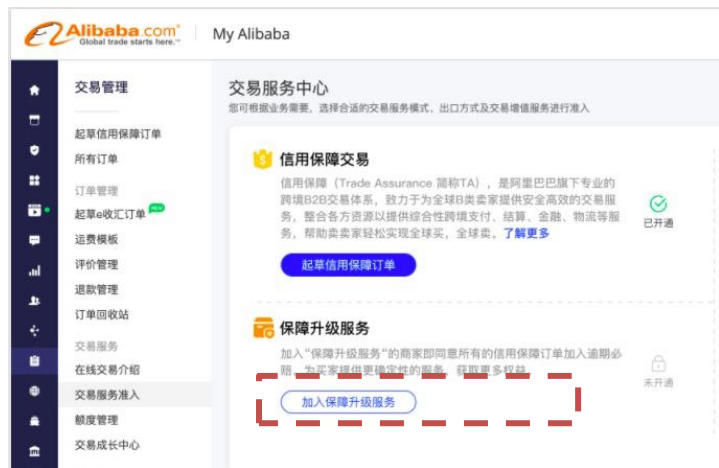 Alibaba.com
Global trade starts here.™
My Alibaba
交易管理
起草信用保障订单
所有订单
订单管理
起草e收汇订单 NEW
运费模板
评价管理
退款管理
订单回收站
交易服务
在线交易介绍
交易服务准入
额度管理
交易成长中心
交易服务中心
您可根据业务需要，选择合适的交易服务模式、出口方式及交易增值服务进行准入
信用保障交易
信用保障（Trade Assurance 简称TA），是阿里巴巴旗下专业的
跨境B2B交易体系，致力于为全球B类卖家提供安全高效的交易服
务，整合各方资源以提供综合性跨境支付、结算、金融、物流等服
务，帮助卖卖家轻松实现全球买，全球卖。了解更多
已开通
起草信用保障订单
保障升级服务
加入“保障升级服务”的商家即同意所有的信用保障订单加入逾期必
赔，为买家提供更确定性的服务，获取更多权益
未开通
加入保障升级服务